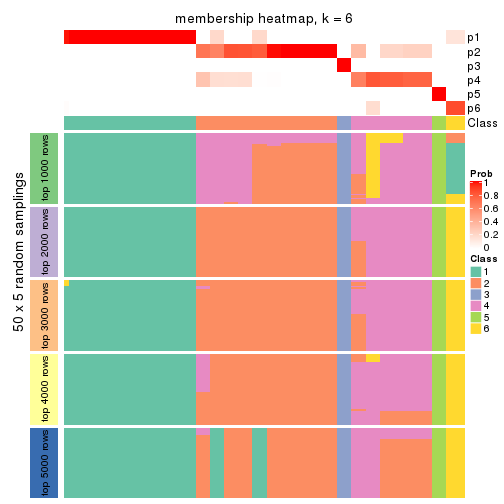 membership heatmap, k = 6
p1
p2
p3
p4
p5
p6
Class
50 x 5 random samplings
top 1000 rows
top 2000 rows
top 3000 rows
top 4000 rows
top 5000 rows
Prob
1
0.8
0.6
0.4
0.2
0
Class
1
2
3
4
5
6